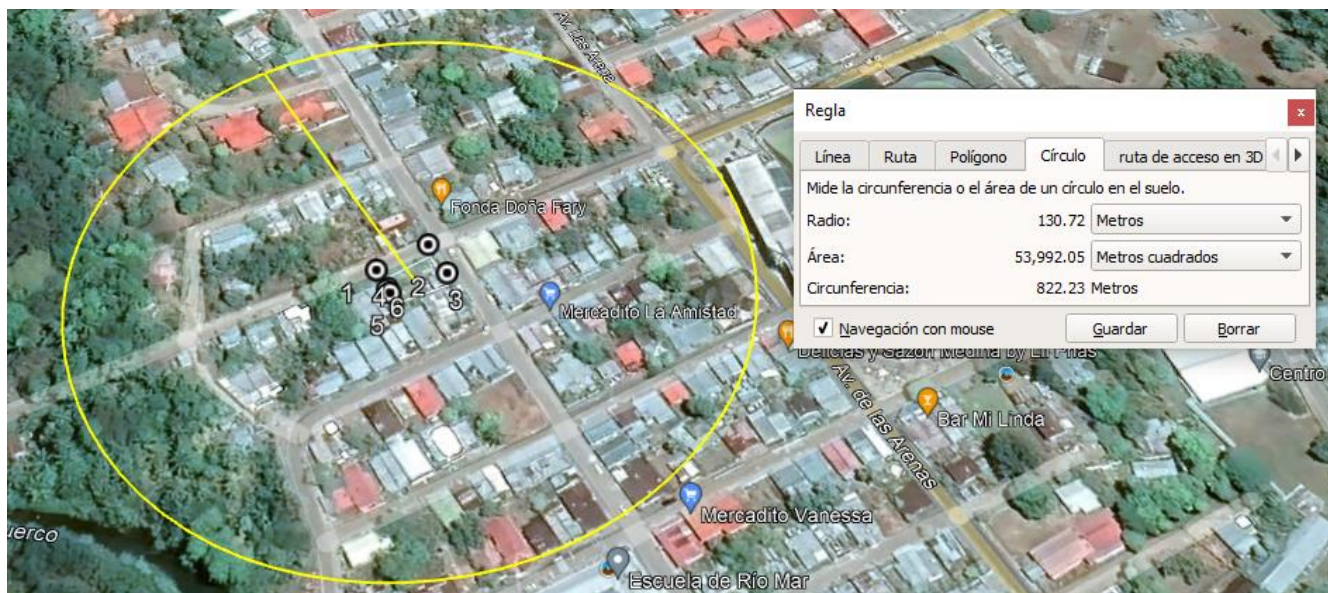 Av. Las Arena
Regla
x
Línea
Ruta
Polígono
Círculo
ruta de acceso en 3D
Mide la circunferencia o el área de un círculo en el suelo.
Radio:
130.72
Metros
Área:
53,992.05
Metros cuadrados
Circunferencia:
822.23 Metros
Navegación con mouse
Guardar
Borrar
Fonda Doña Fary
1
4
2
3
6
5
Mercadito La Amistad
Delicias y Sazón Medina by Lil Frias
Centro
Av. de las Arenas
Bar Mi Linda
Mercadito Vanessa
uerco
Escuela de Río Mar